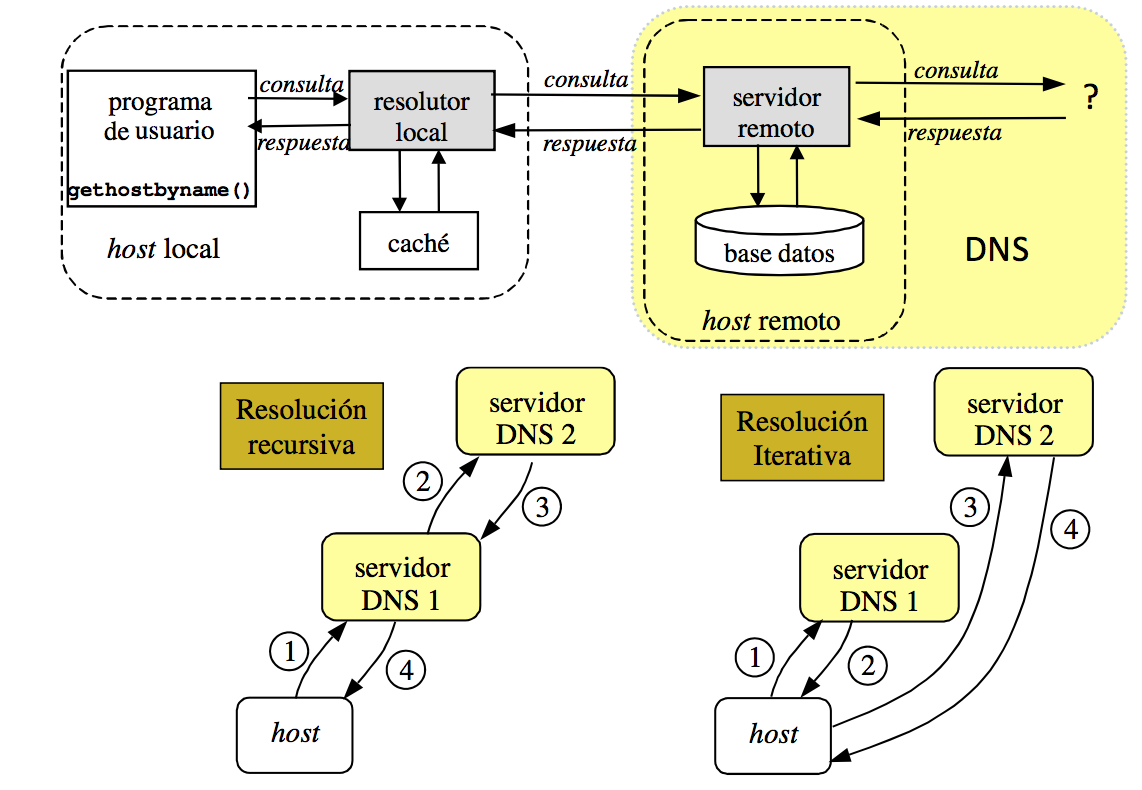 programa
de usuario
gethostbyname()
consulta
respuesta
resolutor
local
caché
host local
consulta
respuesta
servidor
remoto
base datos
host remoto
consulta
respuesta
?
DNS
Resolución
recursiva
servidor
DNS 2
2
3
servidor
DNS 1
1
4
host
Resolución
Iterativa
servidor
DNS 2
3
4
servidor
DNS 1
1
2
host